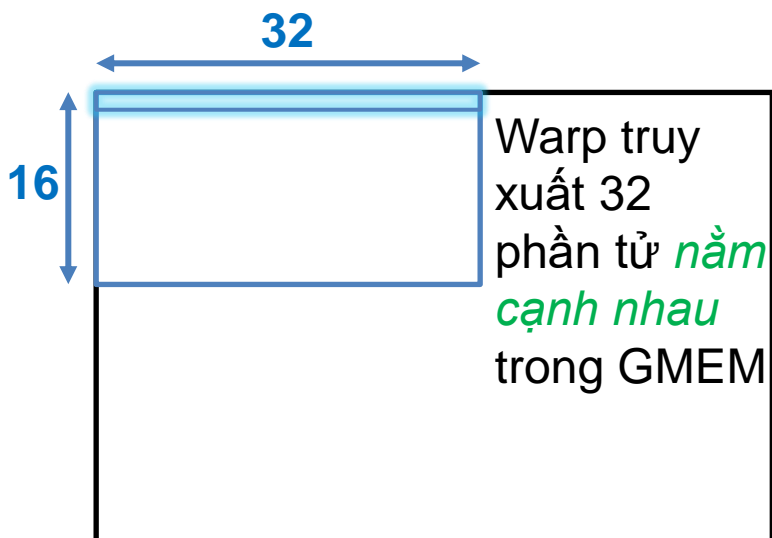 32
16
Warp truy
xuất 32
phần tử nằm
cạnh nhau
trong GMEM